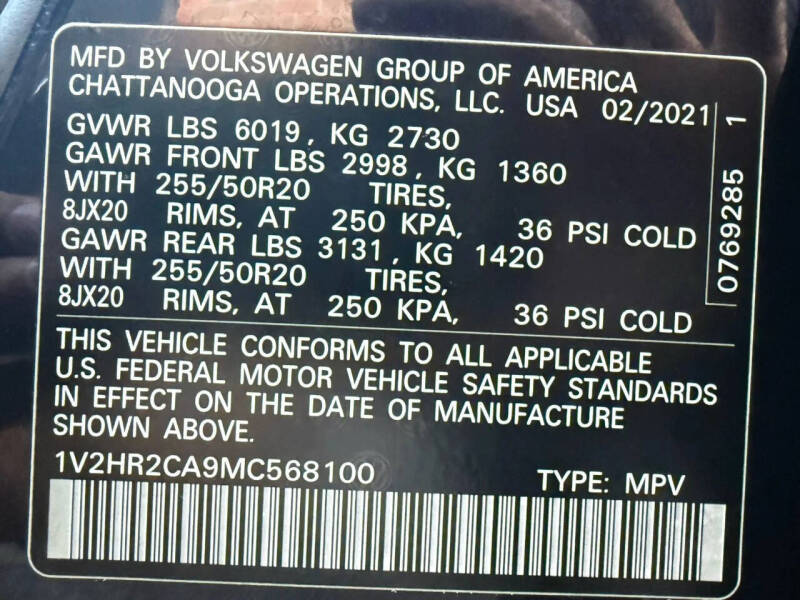 MFD BY VOLKSWAGEN GROUP OF AMERICA
CHATTANOOGA OPERATIONS, LLC. USA 02/2021
GVWR LBS 6019, KG 2730
GAWR FRONT LBS 2998, KG 1360
WITH 255/50R20 TIRES,
8JX20 RIMS, AT 250 KPA, 36 PSI COLD
GAWR REAR LBS 3131, KG 1420
WITH 255/50R20 TIRES,
8JX20 RIMS, AT 250 KPA, 36 PSI COLD
0769285 1
THIS VEHICLE CONFORMS TO ALL APPLICABLE
U.S. FEDERAL MOTOR VEHICLE SAFETY STANDARDS
IN EFFECT ON THE DATE OF MANUFACTURE
SHOWN ABOVE.
1V2HR2CA9MC568100 TYPE: MPV